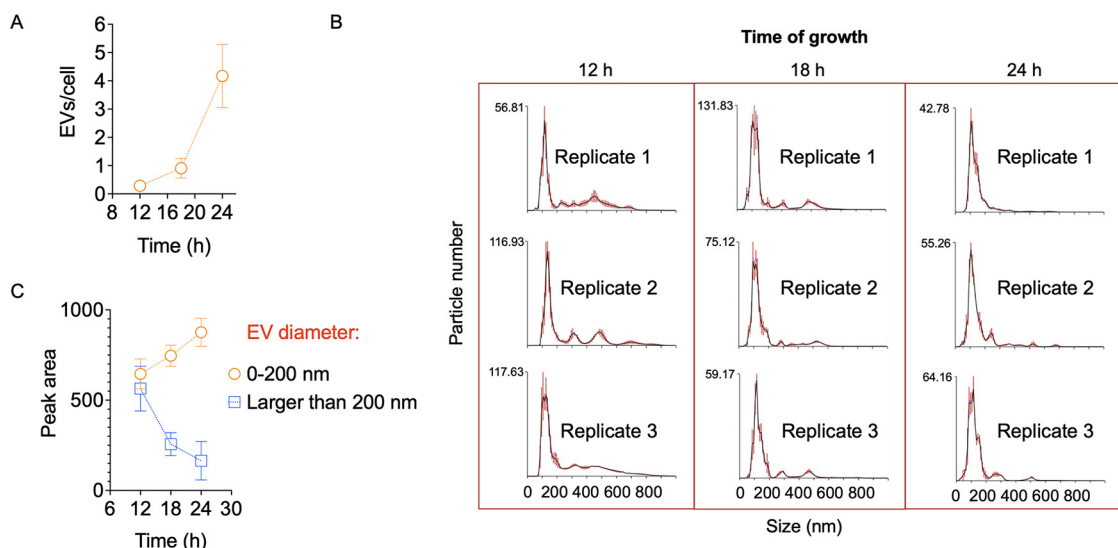 A
EVs/cell
6
5
4
3
2
1
0
8 12 16 20 24
Time (h)
B
Time of growth
12 h 18 h 24 h
Particle number
56.81
Replicate 1
131.83
Replicate 1
42.78
Replicate 1
116.93
Replicate 2
75.12
Replicate 2
55.26
Replicate 2
117.63
Replicate 3
59.17
Replicate 3
64.16
Replicate 3
0 200 400 600 800
0 200 400 600 800
0 200 400 600 800
Size (nm)
C
Peak area
1000
500
0
6 12 18 24 30
Time (h)
EV diameter:
0-200 nm
Larger than 200 nm